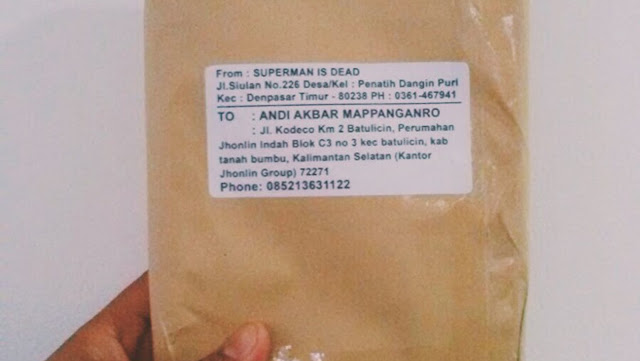 From : SUPERMAN IS DEAD
Jl.Siulan No.226 Desa/Kel : Penatih Dangin Puri
Kec : Denpasar Timur - 80238 PH : 0361-467941
TO : ANDI AKBAR MAPPANGANRO
: Jl. Kodeco Km 2 Batulicin, Perumahan
Jhonlin Indah Blok C3 no 3 kec batulicin, kab
tanah bumbu, Kalimantan Selatan (Kantor
Jhonlin Group) 72271
Phone: 085213631122